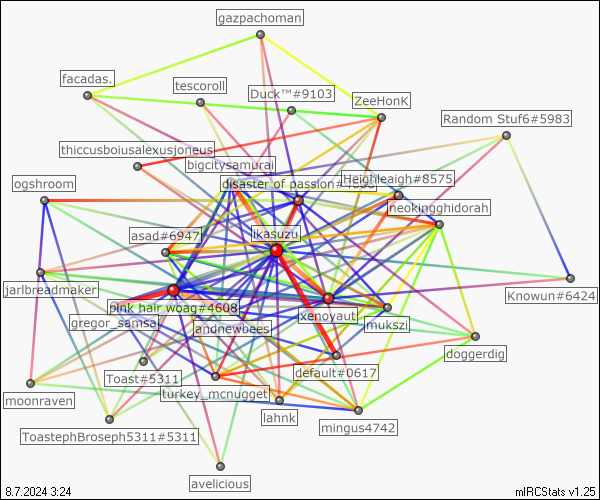 gazpachoman
facadas.
tescoroll
Duck™#9103
ZeeHonK
Random Stuf6#5983
thiccusboiusalexusjoneus
bigcitysamurai
Heighleaigh#8575
ogshroom
disaster of passion
neokingghidorah
asad#6947
ikasuzu
jarlbreadmaker
Knowun#6424
pink hair woag#4608
xenoyaut
gregor_samsa
andnewbees
mukszi
doggerdig
default#0617
Toast#5311
turkey_mcnugget
moonraven
lahnk
mingus4742
ToastephBroseph5311#5311
avelicious
8.7.2024 3:24
mIRCStats v1.25